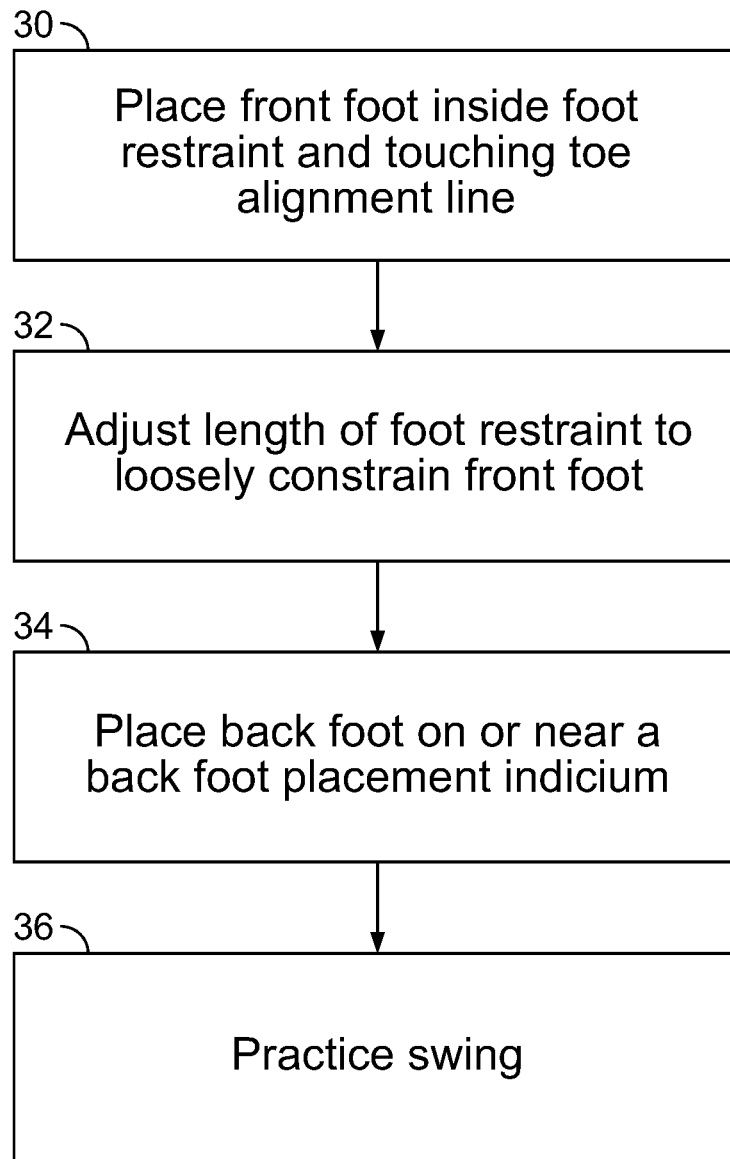 30
Place front foot inside foot
restraint and touching toe
alignment line
32
Adjust length of foot restraint to
loosely constrain front foot
34
Place back foot on or near a
back foot placement indicium
36
Practice swing